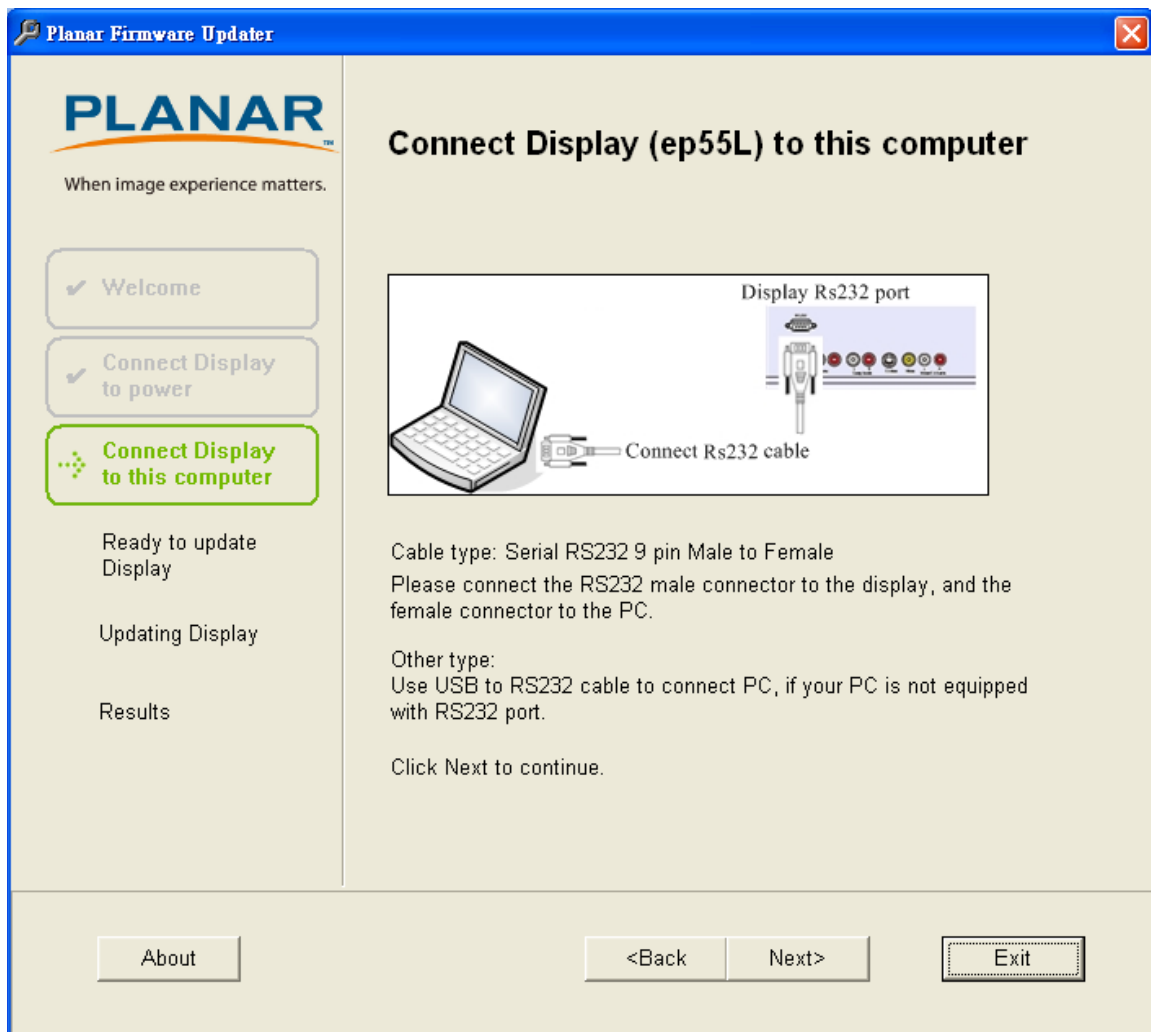 Planar Firmware Updater
PLANAR
TM
When image experience matters.
Welcome
Connect Display
to power
Connect Display
to this computer
Ready to update
Display
Updating Display
Results
Connect Display (ep55L) to this computer
Display Rs232 port
Connect Rs232 cable
Cable type: Serial RS232 9 pin Male to Female
Please connect the RS232 male connector to the display, and the
female connector to the PC.
Other type:
Use USB to RS232 cable to connect PC, if your PC is not equipped
with RS232 port.
Click Next to continue.
About
<Back
Next>
Exit